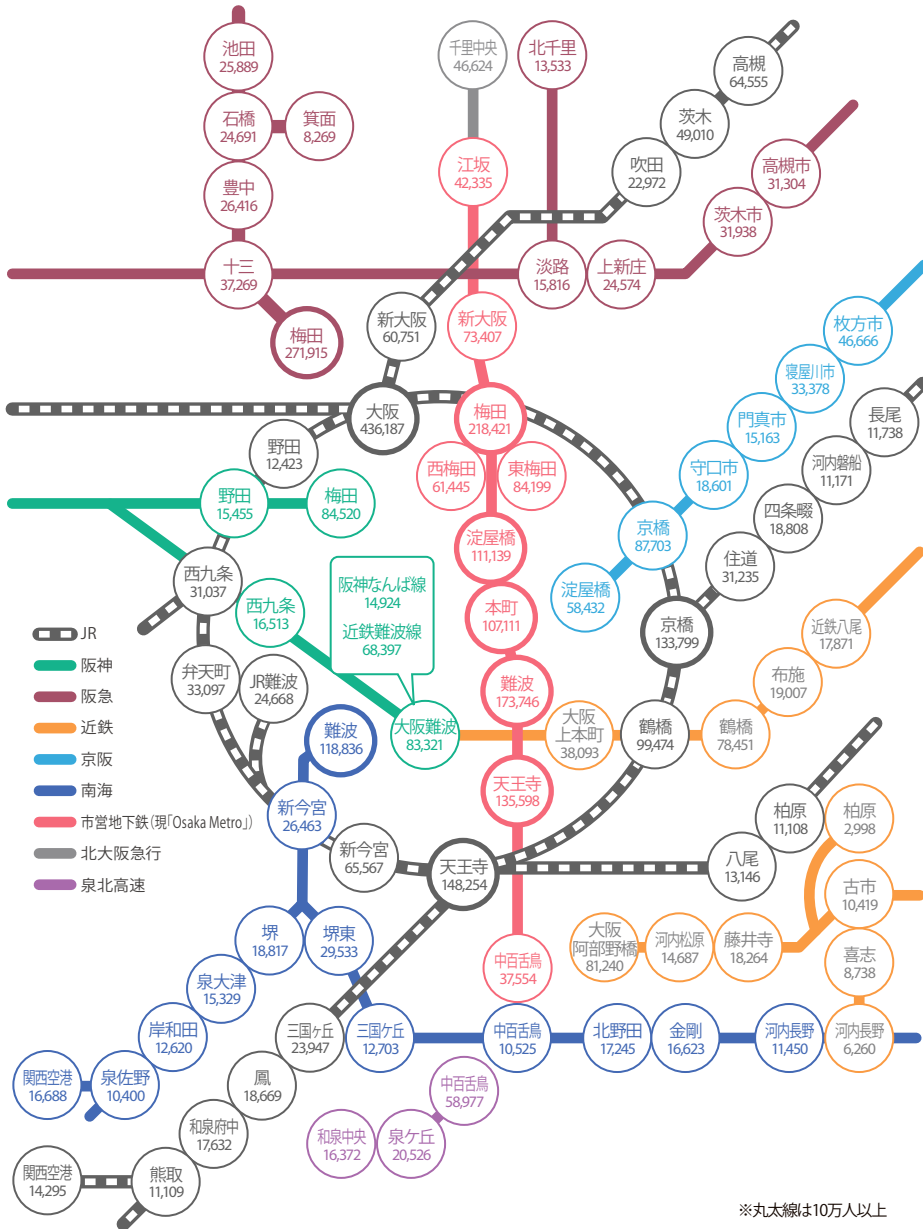 池田
25,889
千里中央
46,624
北千里
13,533
高槻
64,555
石橋
24,691
箕面
8,269
茨木
49,010
江坂
42,335
吹田
22,972
高槻市
31,304
豊中
26,416
茨木市
31,938
十三
37,269
淡路
15,816
上新庄
24,574
梅田
271,915
新大阪
60,751
新大阪
73,407
枚方市
46,666
寝屋川市
33,378
大阪
436,187
梅田
218,421
門真市
15,163
長尾
11,738
野田
12,423
西梅田
61,445
東梅田
84,199
守口市
18,601
河内磐船
11,171
野田
15,455
梅田
84,520
四条畷
18,808
京橋
87,703
淀屋橋
111,139
住道
31,235
西九条
31,037
淀屋橋
58,432
阪神なんば線
14,924
近鉄難波線
68,397
西九条
16,513
本町
107,111
京橋
133,799
近鉄八尾
17,871
JR
阪神
阪急
近鉄
京阪
南海
市営地下鉄(現「Osaka Metro」)
北大阪急行
泉北高速
弁天町
33,097
JR難波
24,668
難波
173,746
布施
19,007
難波
118,836
大阪難波
83,321
大阪
上本町
38,093
鶴橋
99,474
鶴橋
78,451
天王寺
135,598
新今宮
26,463
新今宮
65,567
天王寺
148,254
柏原
11,108
柏原
2,998
八尾
13,146
古市
10,419
堺
18,817
堺東
29,533
大阪
阿部野橋
81,240
河内松原
14,687
藤井寺
18,264
中百舌鳥
37,554
喜志
8,738
泉大津
15,329
岸和田
12,620
三国ケ丘
23,947
三国ケ丘
12,703
中百舌鳥
10,525
北野田
17,245
金剛
16,623
河内長野
11,450
河内長野
6,260
関西空港
16,688
泉佐野
10,400
鳳
18,669
中百舌鳥
58,977
和泉府中
17,632
和泉中央
16,372
泉ケ丘
20,526
関西空港
14,295
熊取
11,109
※丸太線は10万人以上